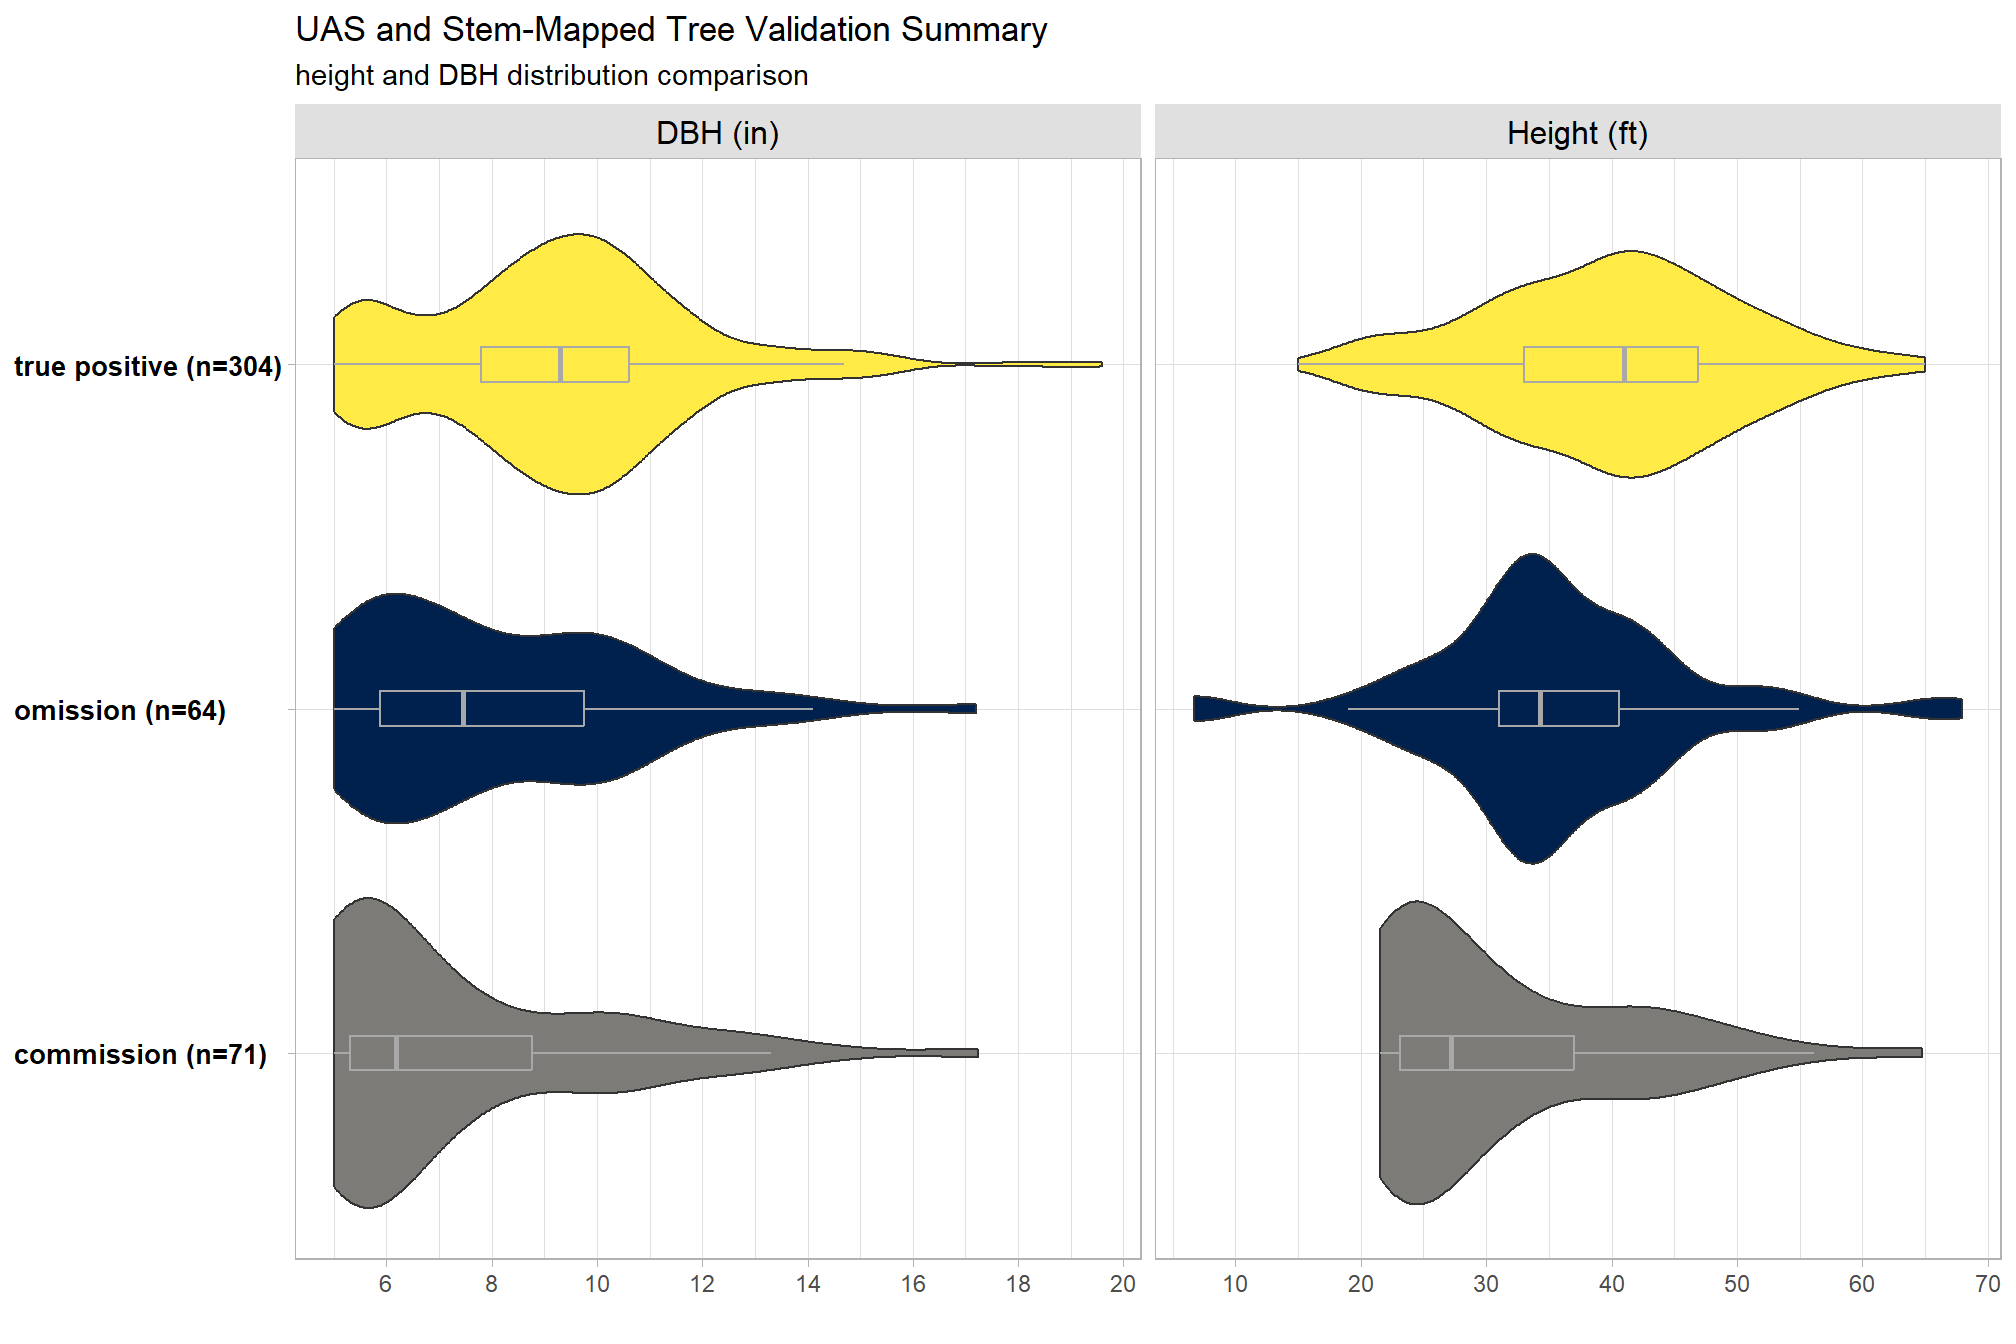 UAS and Stem-Mapped Tree Validation Summary
height and DBH distribution comparison
DBH (in)
Height (ft)
true positive (n=304)
omission (n=64)
commission (n=71)
6 8 10 12 14 16 18 20
10 20 30 40 50 60 70